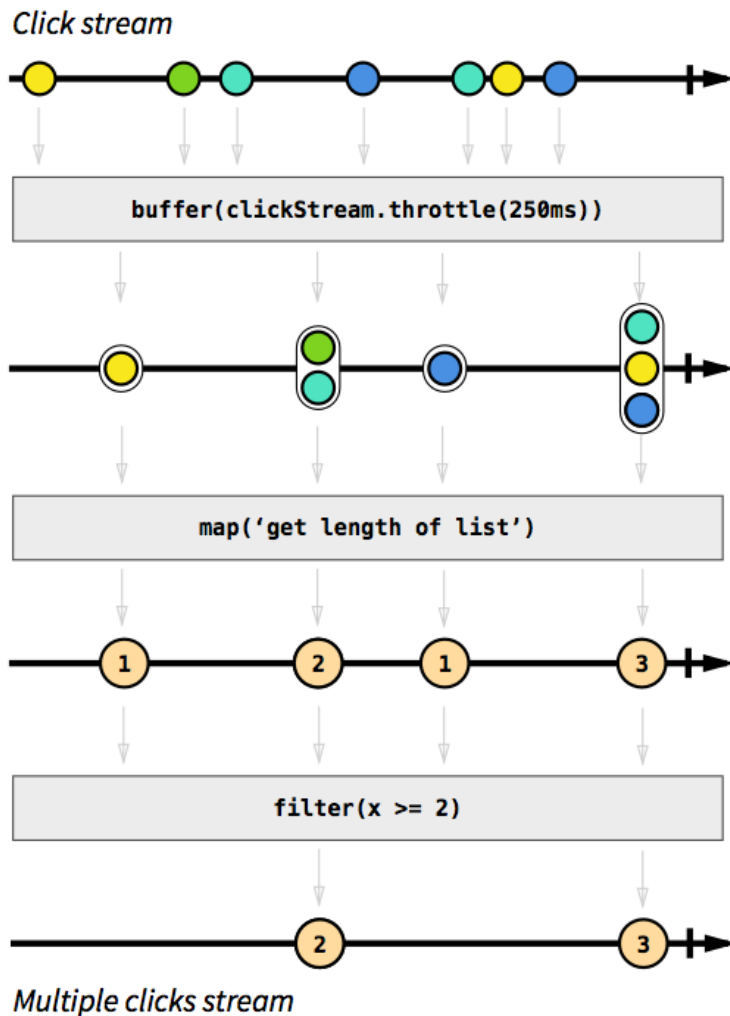 Click stream
buffer(clickStream.throttle(250ms))
map(‘get length of list’)
1 2 1 3
filter(x >= 2)
2 3
Multiple clicks stream